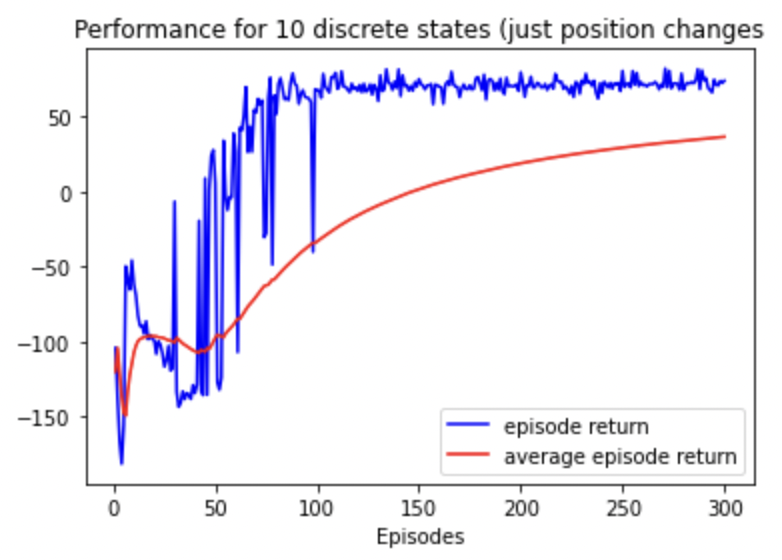 Performance for 10 discrete states (just position changes
50
0
−50
−100
−150
episode return
average episode return
0 50 100 150 200 250 300
Episodes